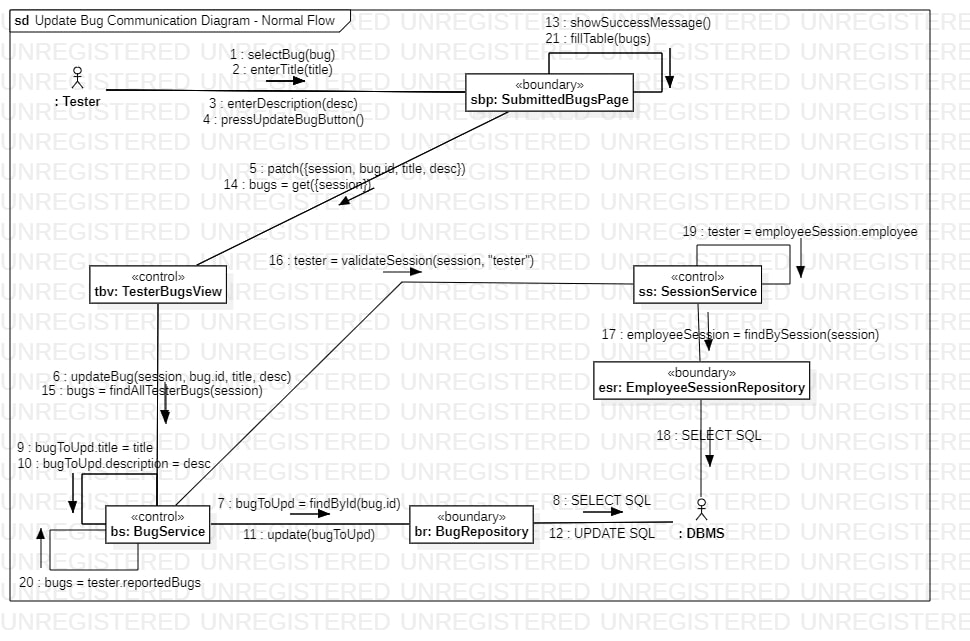 sd Update Bug Communication Diagram - Normal Flow
13 : showSuccessMessage()
21 : fillTable(bugs)
1 : selectBug(bug)
2 : enterTitle(title)
: Tester
«boundary»
sbp: SubmittedBugsPage
3 : enterDescription(desc)
4 : pressUpdateBugButton()
5 : patch({session, bug.id, title, desc})
14 : bugs = get({session})
19 : tester = employeeSession.employee
16 : tester = validateSession(session, "tester")
«control»
tbv: TesterBugsView
«control»
ss: SessionService
17 : employeeSession = findBySession(session)
«boundary»
esr: EmployeeSessionRepository
6 : updateBug(session, bug.id, title, desc)
15 : bugs = findAllTesterBugs(session)
18 : SELECT SQL
9 : bugToUpd.title = title
10 : bugToUpd.description = desc
7 : bugToUpd = findById(bug.id)
8 : SELECT SQL
«control»
bs: BugService
«boundary»
br: BugRepository
11 : update(bugToUpd)
12 : UPDATE SQL
: DBMS
20 : bugs = tester.reportedBugs
UNREGISTERED UNREGISTERED UNREGISTERED UNREGISTERED UNREGISTERED